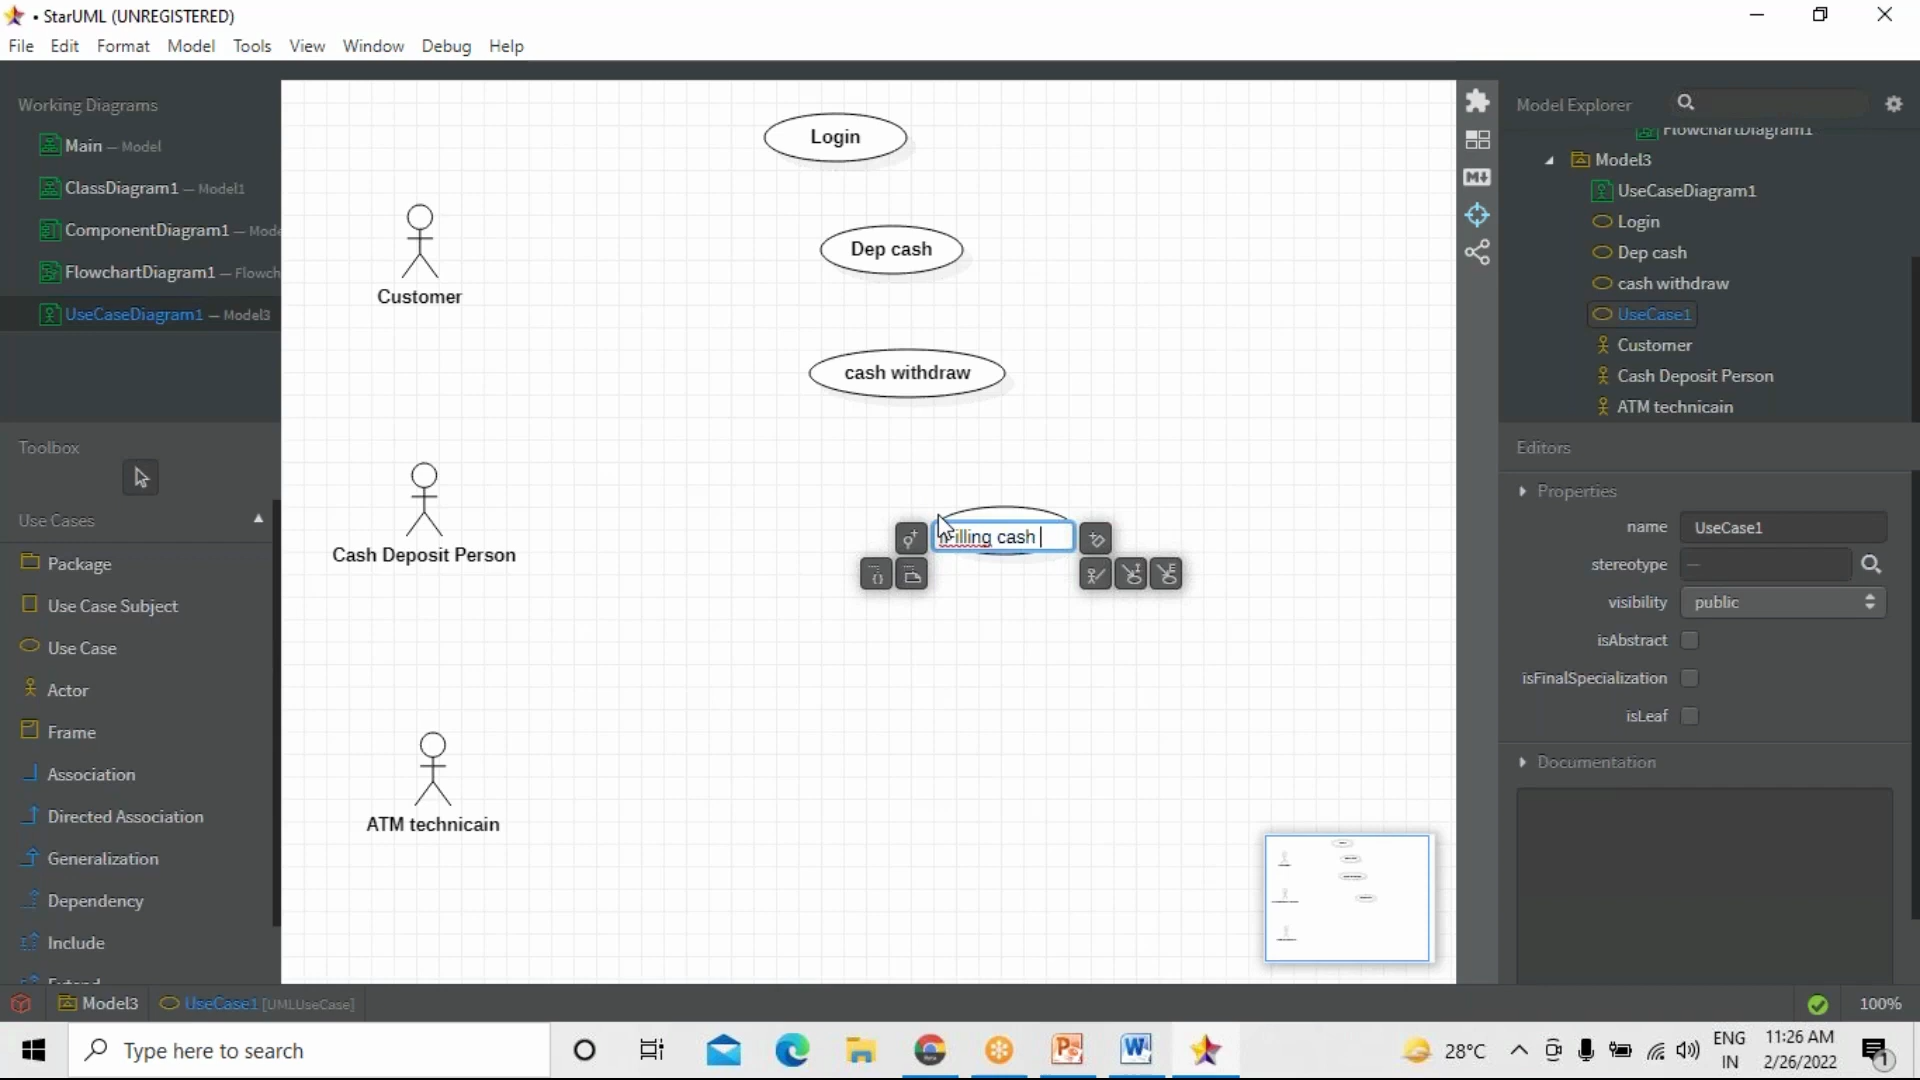 • StarUML (UNREGISTERED)
File Edit Format Model Tools View Window Debug Help
Working Diagrams
Main — Model
ClassDiagram1 — Model1
ComponentDiagram1 — Mode
FlowchartDiagram1 — Flowch
UseCaseDiagram1 — Model3
Toolbox
Use Cases
Package
Use Case Subject
Use Case
Actor
Frame
Association
Directed Association
Generalization
Dependency
Include
Extend
Login
Dep cash
cash withdraw
Customer
Cash Deposit Person
illing cash
ATM technicain
Model Explorer
FlowchartDiagram1
Model3
UseCaseDiagram1
Login
Dep cash
cash withdraw
UseCase1
Customer
Cash Deposit Person
ATM technicain
Editors
Properties
name UseCase1
stereotype —
visibility public
isAbstract
isFinalSpecialization
isLeaf
Documentation
Model3 UseCase1 [UMLUseCase]
100%
Type here to search
28°C
ENG
IN
11:26 AM
2/26/2022
1